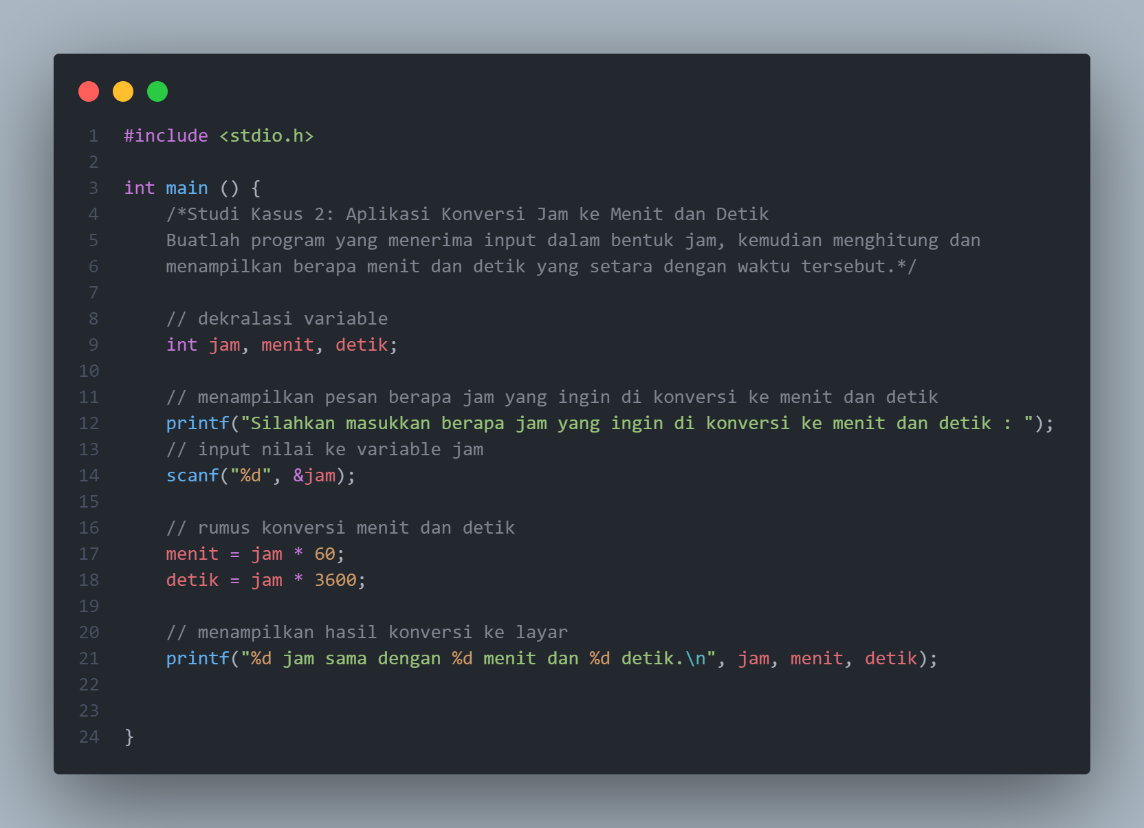 1 #include <stdio.h>
2
3 int main () {
4     /*Studi Kasus 2: Aplikasi Konversi Jam ke Menit dan Detik
5     Buatlah program yang menerima input dalam bentuk jam, kemudian menghitung dan
6     menampilkan berapa menit dan detik yang setara dengan waktu tersebut.*/
7
8     // dekralasi variable
9     int jam, menit, detik;
10
11     // menampilkan pesan berapa jam yang ingin di konversi ke menit dan detik
12     printf("Silahkan masukkan berapa jam yang ingin di konversi ke menit dan detik : ");
13     // input nilai ke variable jam
14     scanf("%d", &jam);
15
16     // rumus konversi menit dan detik
17     menit = jam * 60;
18     detik = jam * 3600;
19
20     // menampilkan hasil konversi ke layar
21     printf("%d jam sama dengan %d menit dan %d detik.\n", jam, menit, detik);
22
23
24 }